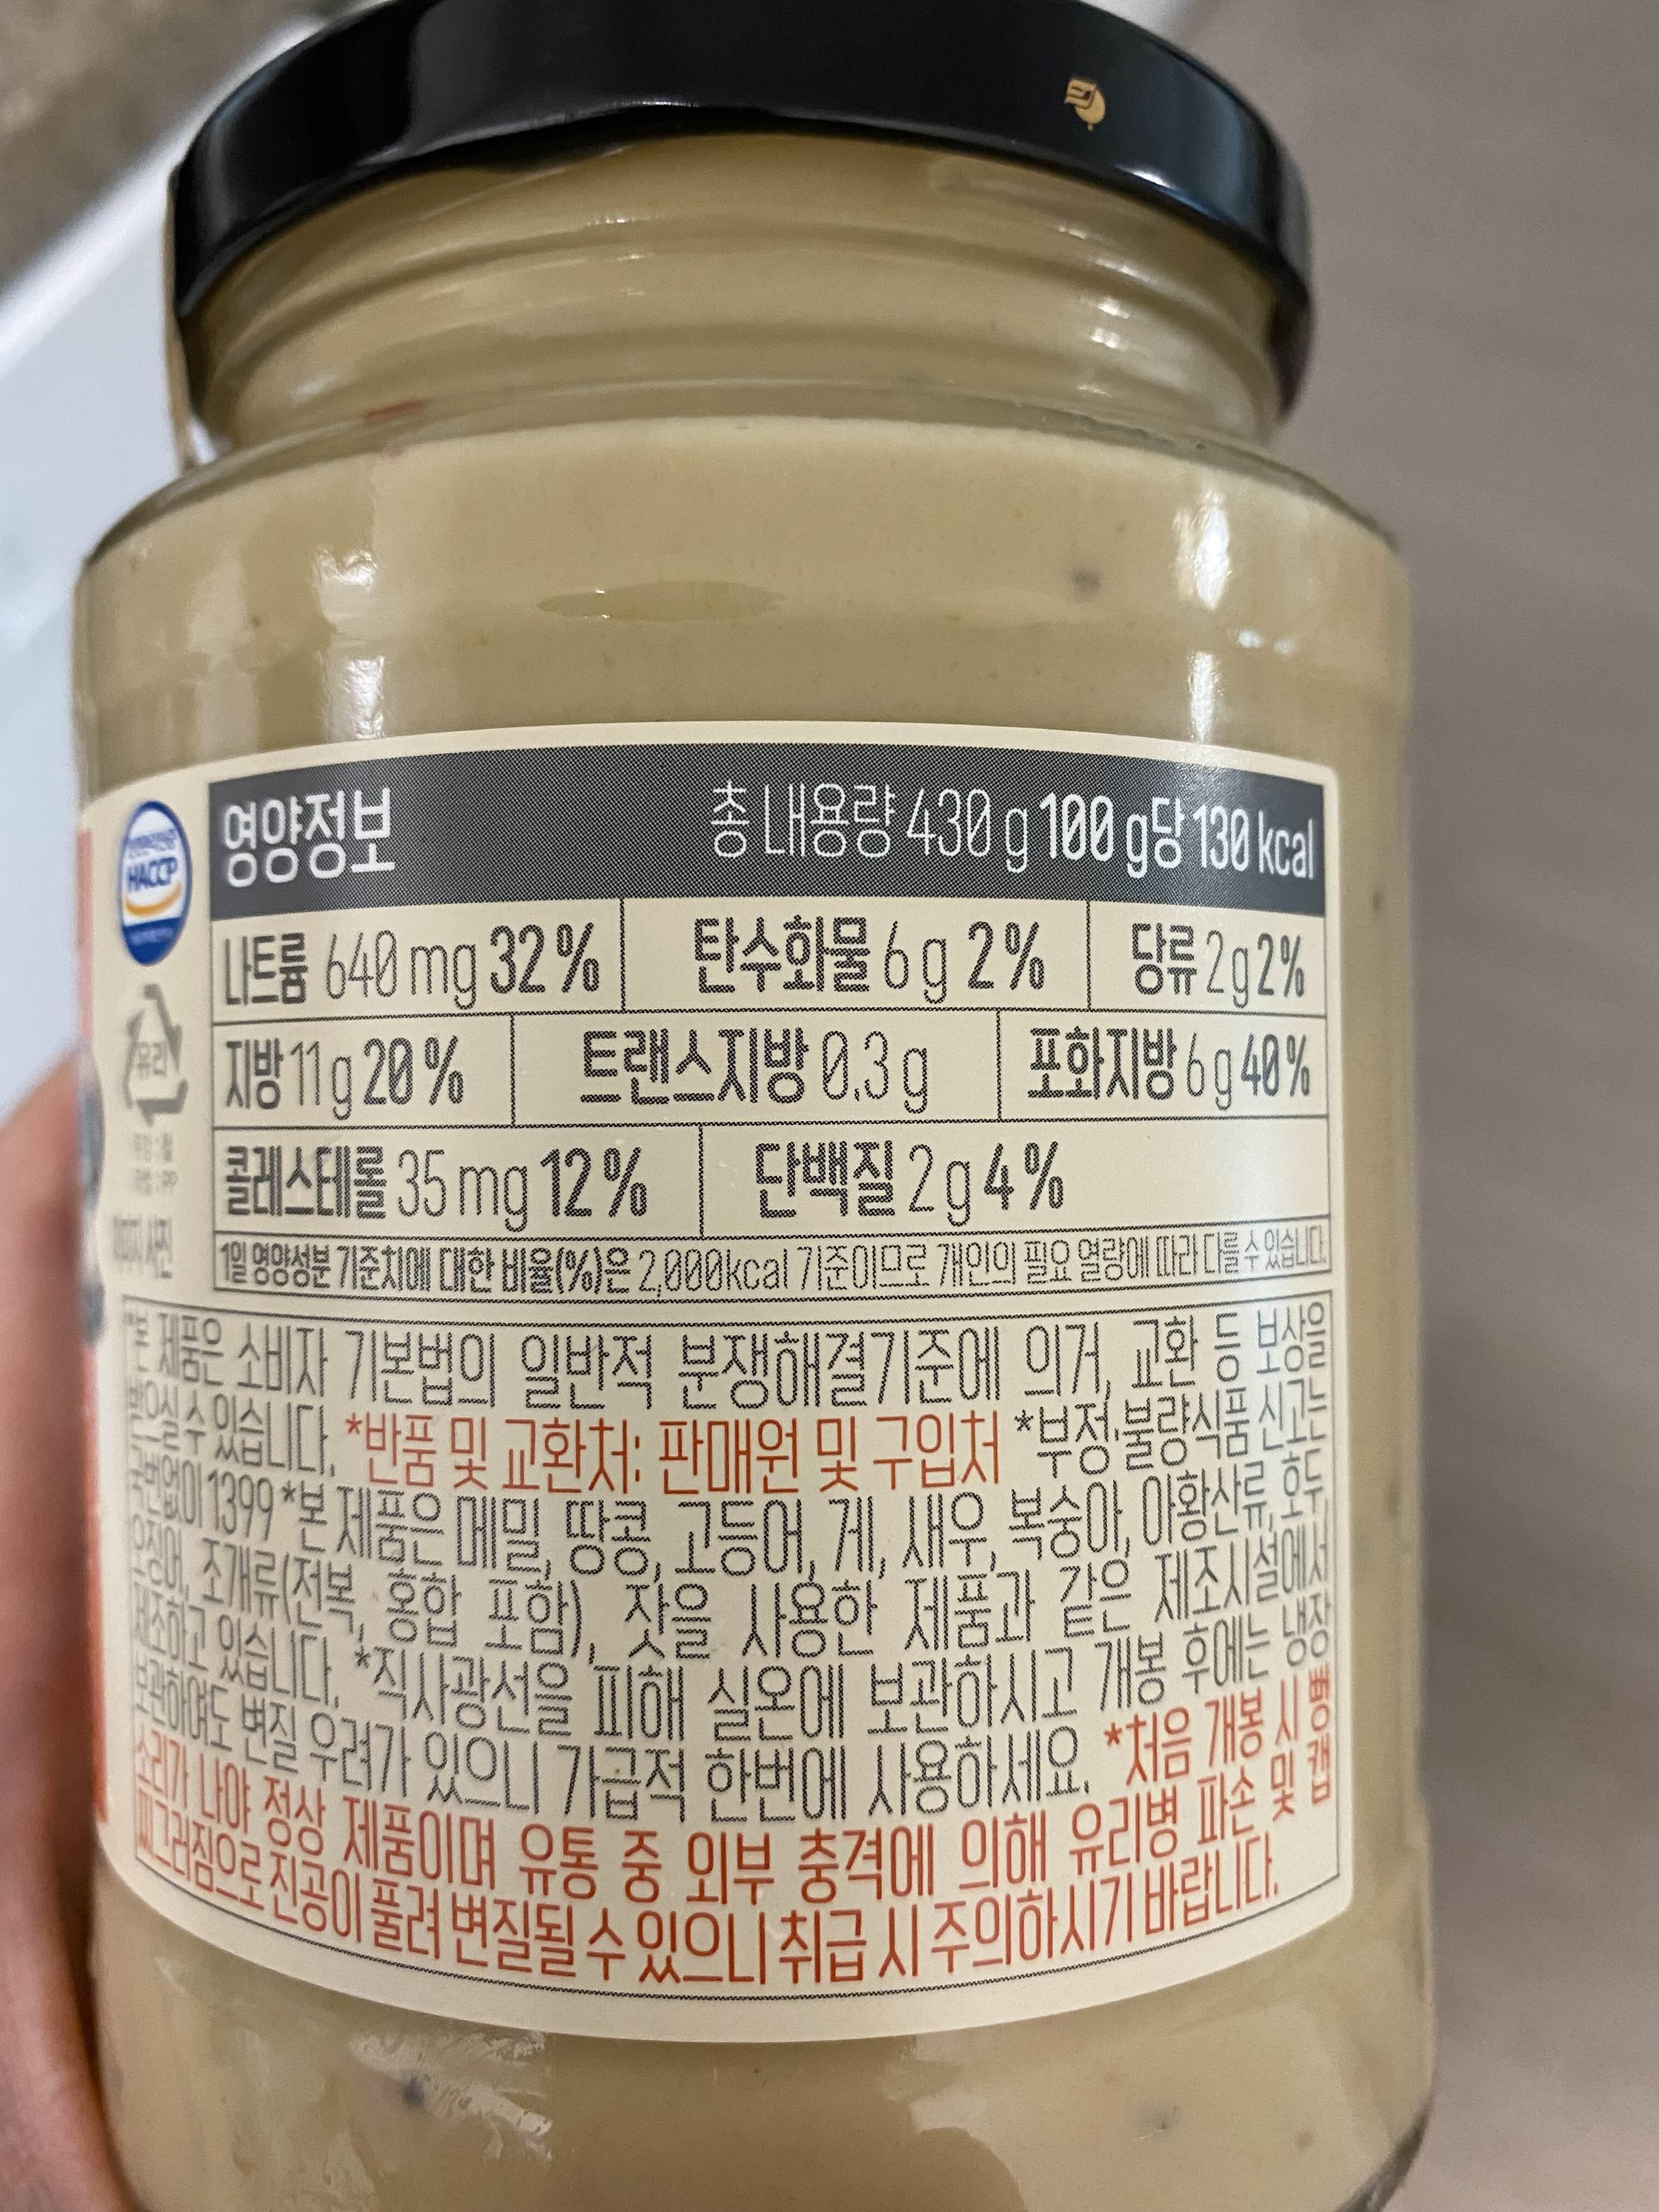 영양정보 총 내용량 430 g 100 g당 130 kcal
HACCP
나트륨 640 mg 32% 탄수화물 6 g 2% 당류 2 g 2%
지방 11 g 20% 트랜스지방 0.3 g 포화지방 6 g 40%
유리
콜레스테롤 35 mg 12% 단백질 2 g 4%
1일 영양성분 기준치에 대한 비율(%)은 2,000kcal 기준이므로 개인의 필요 열량에 따라 다를 수 있습니다.
*본 제품은 소비자 기본법의 일반적 분쟁해결기준에 의거, 교환 등 보상을
받으실 수 있습니다. *반품 및 교환처: 판매원 및 구입처 *부정·불량식품 신고는
국번없이 1399 *본 제품은 메밀, 땅콩, 고등어, 게, 새우, 복숭아, 아황산류, 호두,
오징어, 조개류(전복, 홍합 포함), 잣을 사용한 제품과 같은 제조시설에서
제조하고 있습니다. *직사광선을 피해 실온에 보관하시고 개봉 후에는 냉장
보관하여도 변질 우려가 있으니 가급적 한번에 사용하세요. *처음 개봉 시 뻥
소리가 나야 정상 제품이며 유통 중 외부 충격에 의해 유리병 파손 및 캡
찌그러짐으로 진공이 풀려 변질될 수 있으니 취급 시 주의하시기 바랍니다.